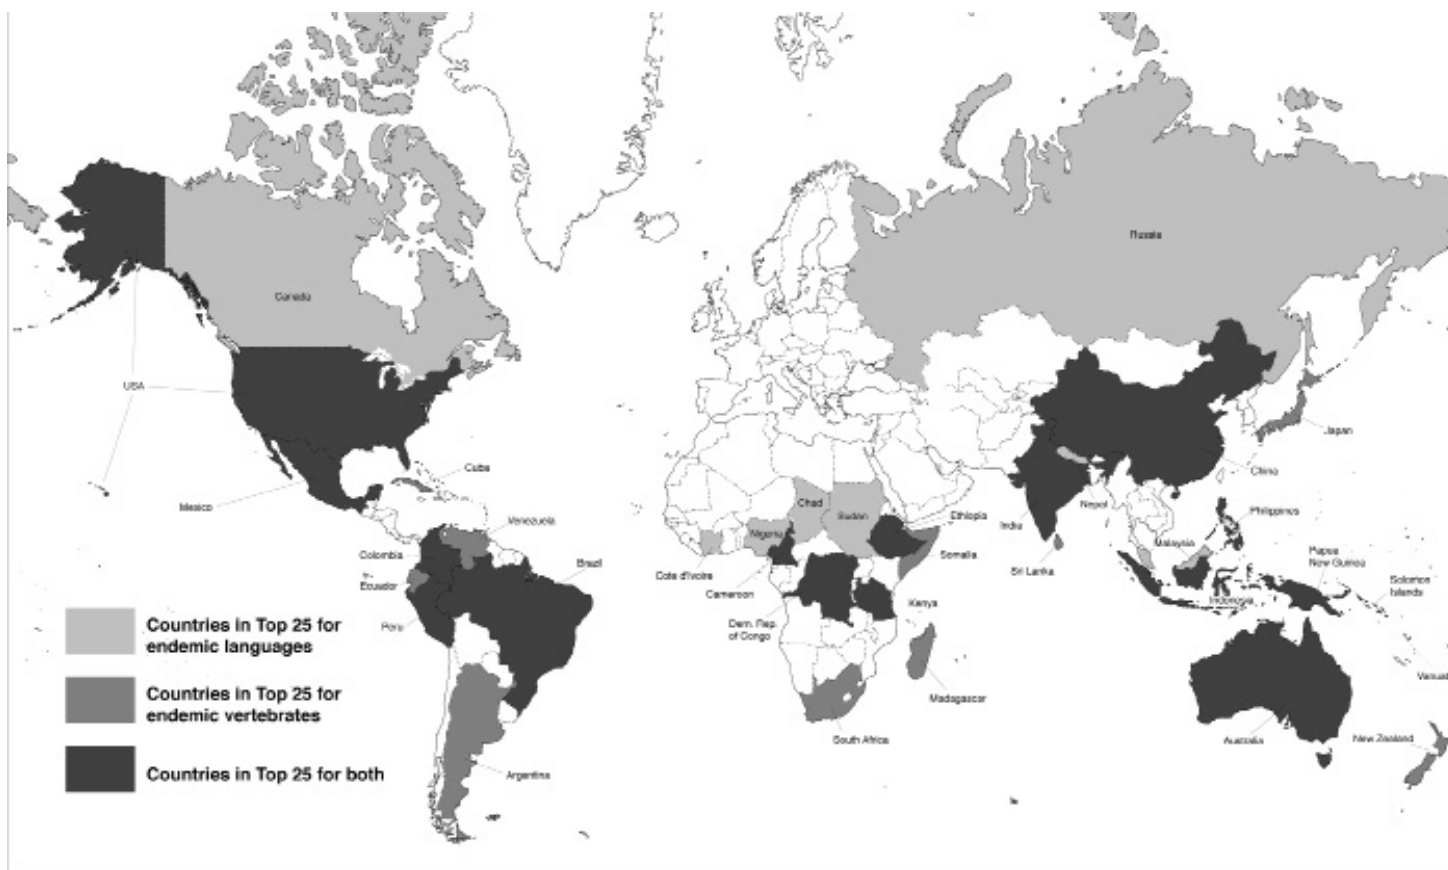 Russia
Canada
USA
Japan
Cuba
China
Mexico
Chad
Sudan
Ethiopia
Nepal
Philippines
Venezuela
India
Nigeria
Malaysia
Colombia
Somalia
Papua
New Guinea
Brazil
Cote d'Ivoire
Sri Lanka
Solomon
Islands
Ecuador
Cameroon
Kenya
Indonesia
Peru
Dem. Rep.
of Congo
Countries in Top 25 for
endemic languages
Vanuat
Countries in Top 25 for
endemic vertebrates
Madagascar
South Africa
Australia
New Zealand
Countries in Top 25 for both
Argentina